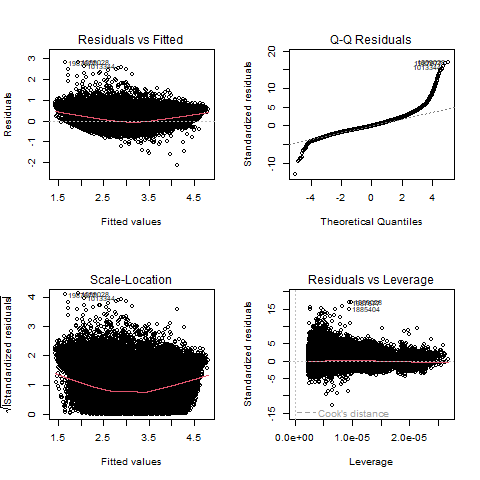 Residuals vs Fitted
Residuals
3
2
1
0
-1
-2
1.5
2.5
3.5
4.5
Fitted values
Q-Q Residuals
Standardized residuals
20
10
5
0
-10
-4
-2
0
2
4
Theoretical Quantiles
Scale-Location
√|Standardized residuals|
4
3
2
1
0
1013344
1.5
2.5
3.5
4.5
Fitted values
Residuals vs Leverage
Standardized residuals
15
5
-5
-15
1885404
Cook's distance
0.0e+00
1.0e-05
2.0e-05
Leverage